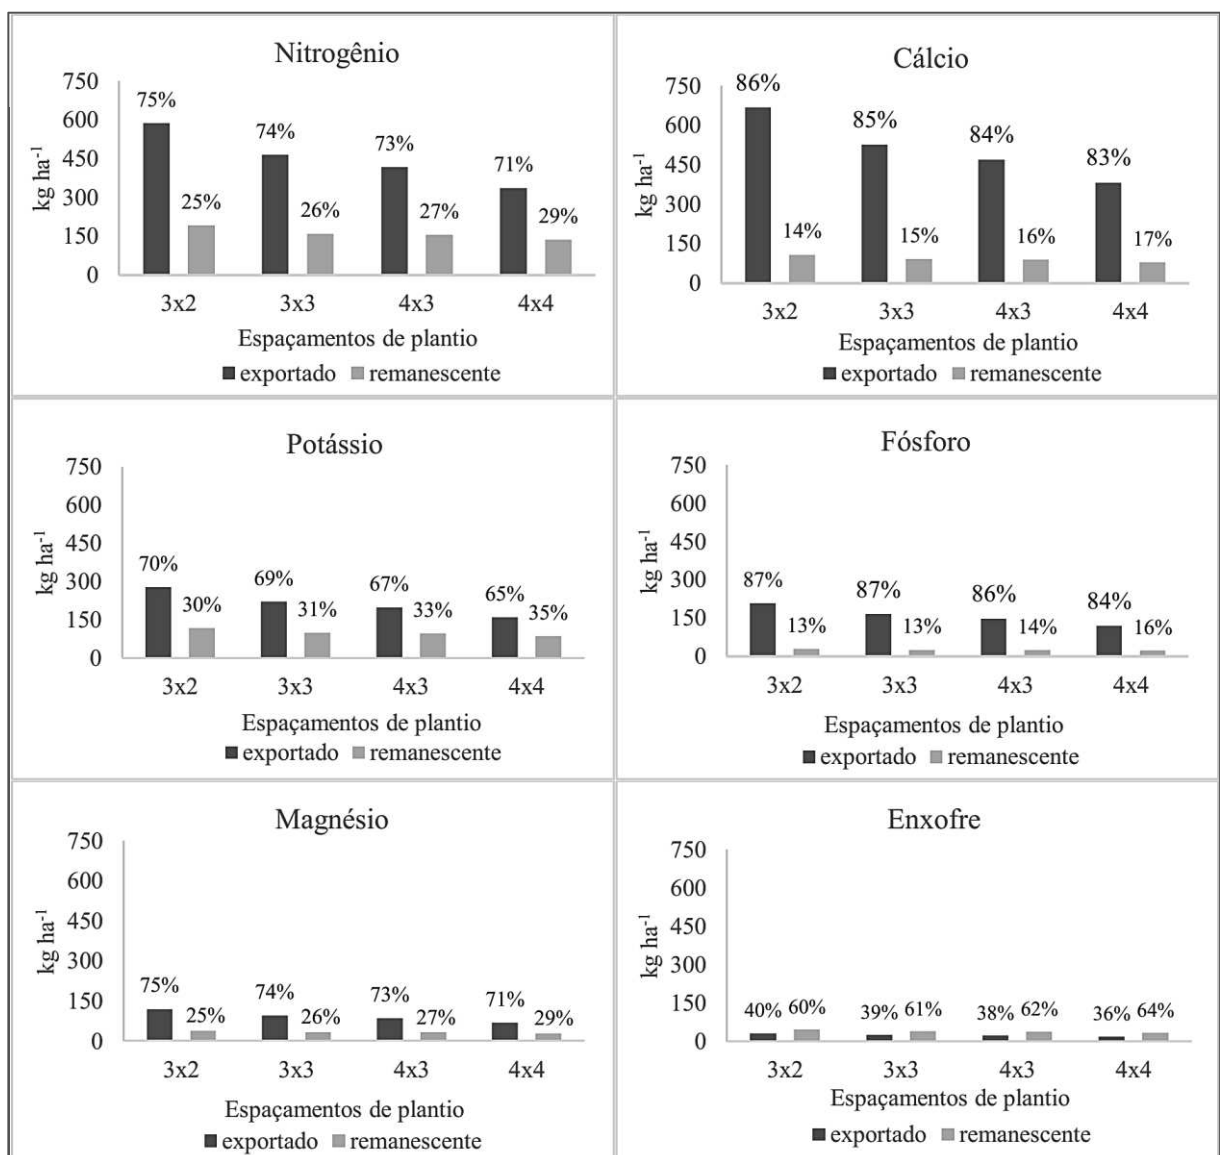 Nitrogênio
750
600
450
300
150
0
kg ha⁻¹
75%
25%
74%
26%
73%
27%
71%
29%
3x2 3x3 4x3 4x4
Espaçamentos de plantio
exportado remanescente
Cálcio
750
600
450
300
150
0
kg ha⁻¹
86%
14%
85%
15%
84%
16%
83%
17%
3x2 3x3 4x3 4x4
Espaçamentos de plantio
exportado remanescente
Potássio
750
600
450
300
150
0
kg ha⁻¹
70%
30%
69%
31%
67%
33%
65%
35%
3x2 3x3 4x3 4x4
Espaçamentos de plantio
exportado remanescente
Fósforo
750
600
450
300
150
0
kg ha⁻¹
87%
13%
87%
13%
86%
14%
84%
16%
3x2 3x3 4x3 4x4
Espaçamentos de plantio
exportado remanescente
Magnésio
750
600
450
300
150
0
kg ha⁻¹
75%
25%
74%
26%
73%
27%
71%
29%
3x2 3x3 4x3 4x4
Espaçamentos de plantio
exportado remanescente
Enxofre
750
600
450
300
150
0
kg ha⁻¹
40% 60% 39% 61% 38% 62% 36% 64%
3x2 3x3 4x3 4x4
Espaçamentos de plantio
exportado remanescente